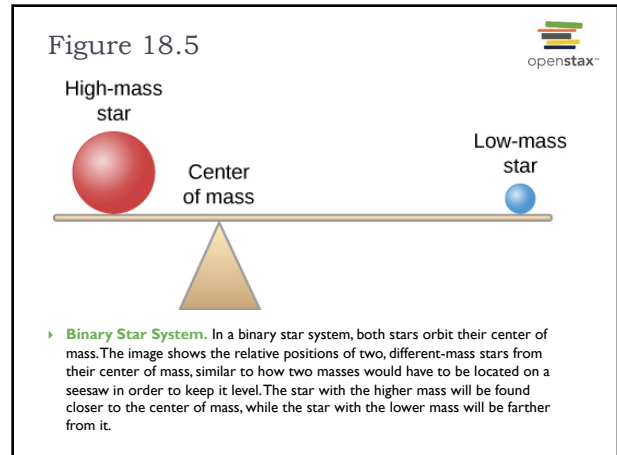 Figure 18.5
openstax™
High-mass
star
Low-mass
star
Center
of mass
‣ Binary Star System. In a binary star system, both stars orbit their center of
mass. The image shows the relative positions of two, different-mass stars from
their center of mass, similar to how two masses would have to be located on a
seesaw in order to keep it level. The star with the higher mass will be found
closer to the center of mass, while the star with the lower mass will be farther
from it.